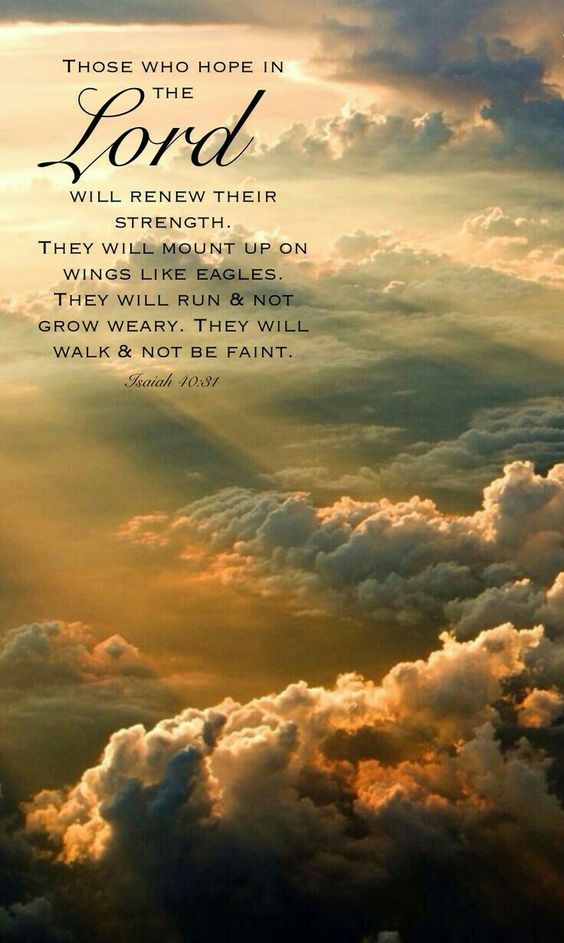 Those who hope in
the
Lord
will renew their
strength.
They will mount up on
wings like eagles.
They will run & not
grow weary. They will
walk & not be faint.
Isaiah 40:31